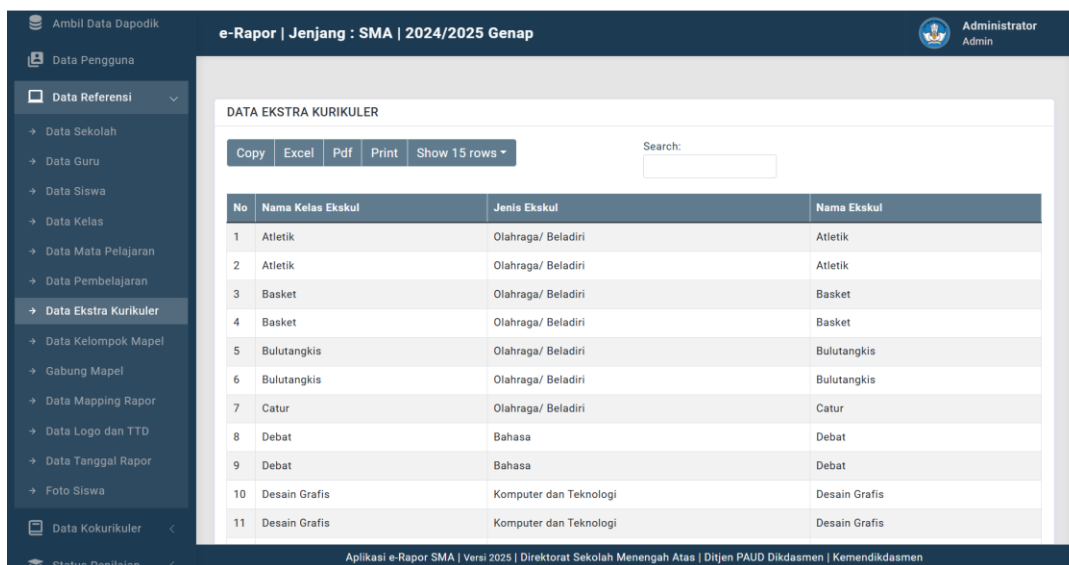 Ambil Data Dapodik
Data Pengguna
Data Referensi
Data Sekolah
Data Guru
Data Siswa
Data Kelas
Data Mata Pelajaran
Data Pembelajaran
Data Ekstra Kurikuler
Data Kelompok Mapel
Gabung Mapel
Data Mapping Rapor
Data Logo dan TTD
Data Tanggal Rapor
Foto Siswa
Data Kokurikuler
Status Penilaian
e-Rapor | Jenjang : SMA | 2024/2025 Genap
Administrator
Admin
DATA EKSTRA KURIKULER
Copy Excel Pdf Print Show 15 rows
Search:
No Nama Kelas Ekskul Jenis Ekskul Nama Ekskul
1 Atletik Olahraga/ Beladiri Atletik
2 Atletik Olahraga/ Beladiri Atletik
3 Basket Olahraga/ Beladiri Basket
4 Basket Olahraga/ Beladiri Basket
5 Bulutangkis Olahraga/ Beladiri Bulutangkis
6 Bulutangkis Olahraga/ Beladiri Bulutangkis
7 Catur Olahraga/ Beladiri Catur
8 Debat Bahasa Debat
9 Debat Bahasa Debat
10 Desain Grafis Komputer dan Teknologi Desain Grafis
11 Desain Grafis Komputer dan Teknologi Desain Grafis
Aplikasi e-Rapor SMA | Versi 2025 | Direktorat Sekolah Menengah Atas | Ditjen PAUD Dikdasmen | Kemendikdasmen